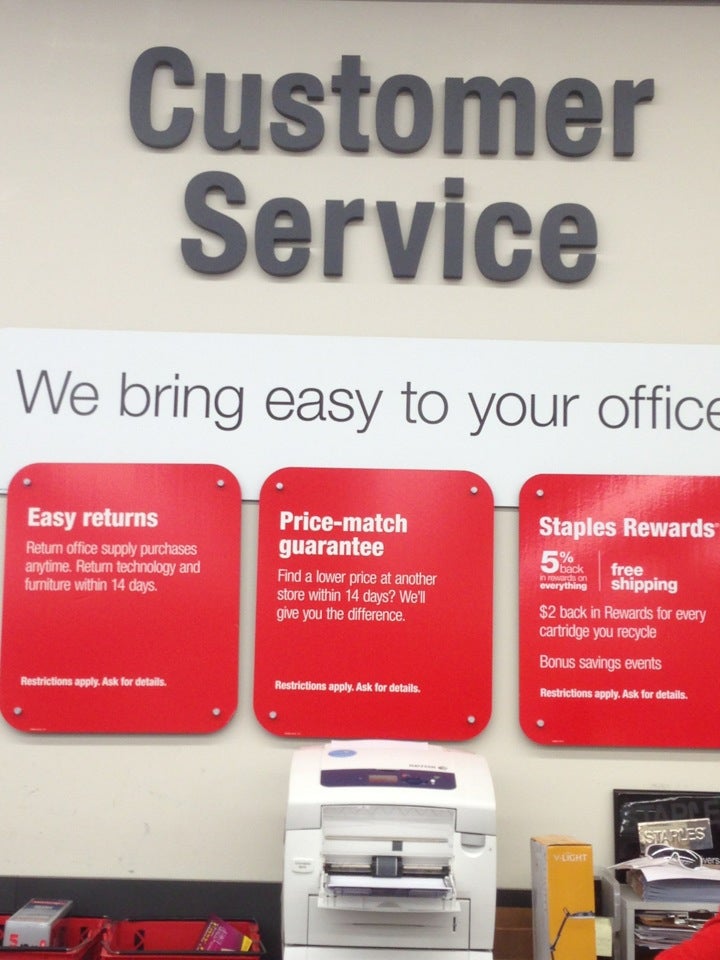 Customer
Service
We bring easy to your office
Easy returns
Return office supply purchases
anytime. Return technology and
furniture within 14 days.
Restrictions apply. Ask for details.
Price-match
guarantee
Find a lower price at another
store within 14 days? We'll
give you the difference.
Restrictions apply. Ask for details.
Staples Rewards
5% back
in rewards on
everything
free
shipping
$2 back in Rewards for every
cartridge you recycle
Bonus savings events
Restrictions apply. Ask for details.
V-LIGHT
STAPLES